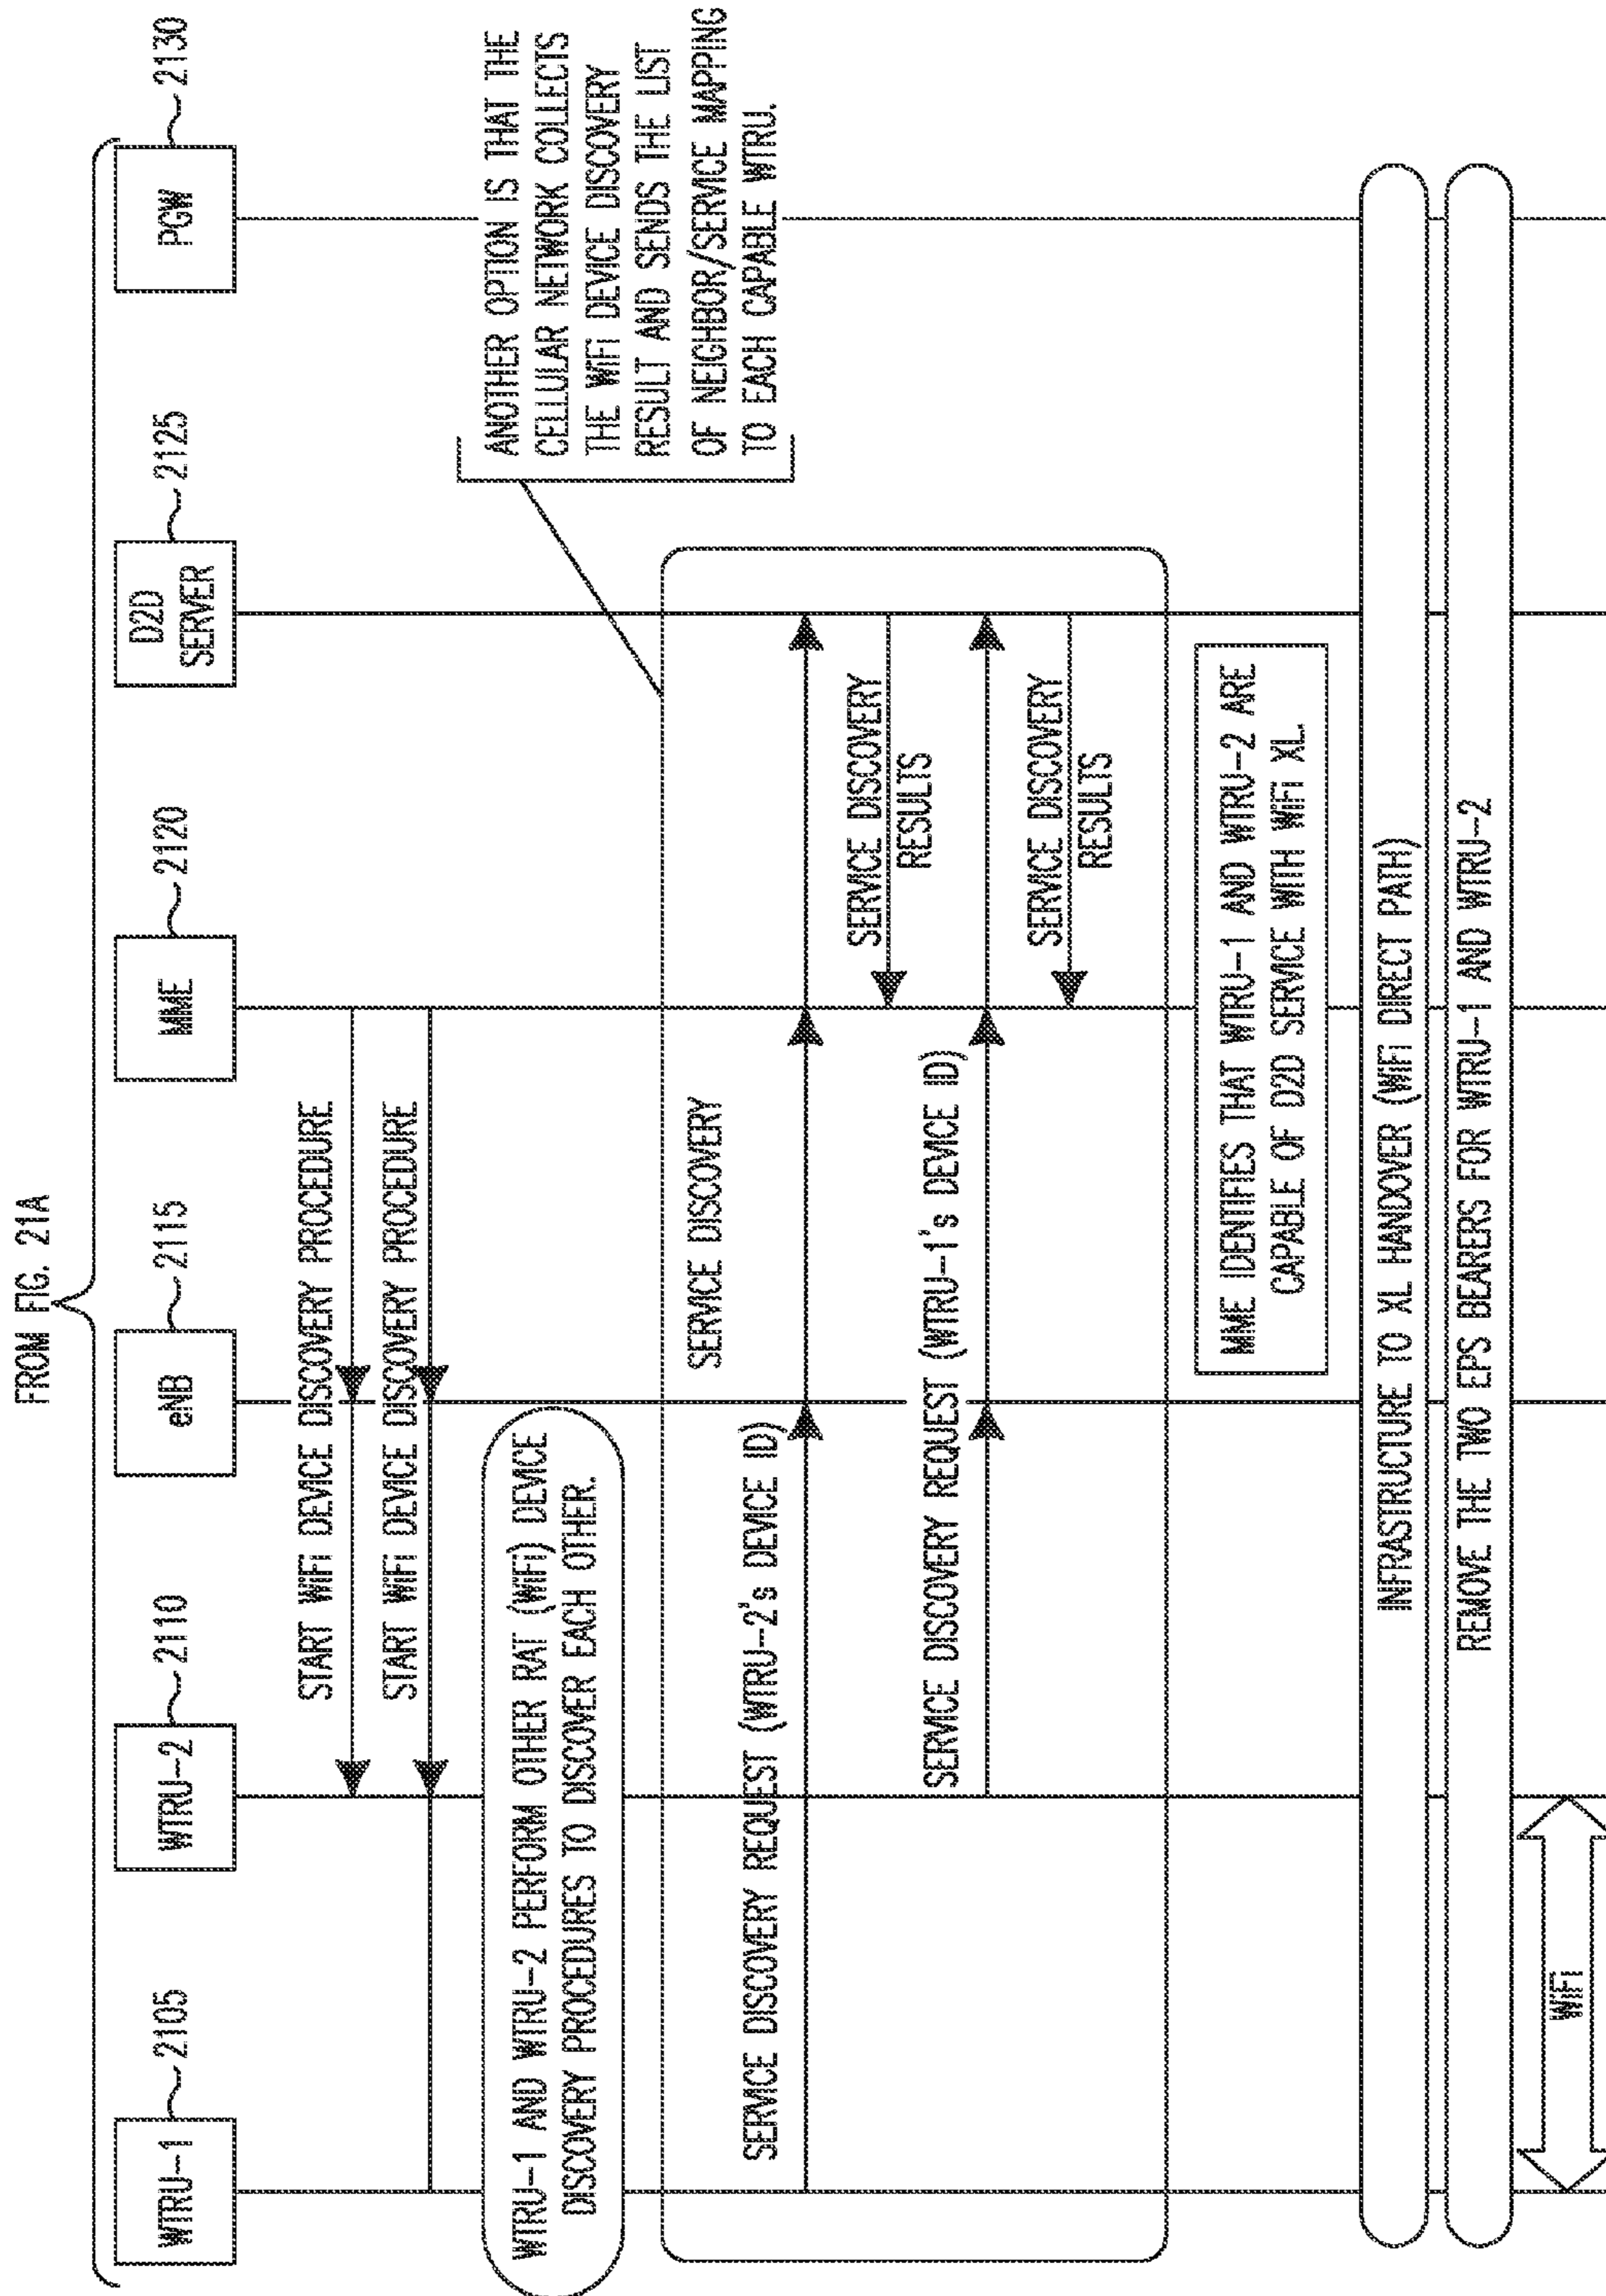 FROM FIG. 21A
WTRU-1
2105
WTRU-2
2110
eNB
2115
MME
2120
D2D
SERVER
2125
PGW
2130
START WiFi DEVICE DISCOVERY PROCEDURE
START WiFi DEVICE DISCOVERY PROCEDURE
WTRU-1 AND WTRU-2 PERFORM OTHER RAT (WiFi) DEVICE
DISCOVERY PROCEDURES TO DISCOVER EACH OTHER.
ANOTHER OPTION IS THAT THE
CELLULAR NETWORK COLLECTS
THE WiFi DEVICE DISCOVERY
RESULT AND SENDS THE LIST
OF NEIGHBOR/SERVICE MAPPING
TO EACH CAPABLE WTRU.
SERVICE DISCOVERY
SERVICE DISCOVERY REQUEST (WTRU-2's DEVICE ID)
SERVICE DISCOVERY
RESULTS
SERVICE DISCOVERY REQUEST (WTRU-1's DEVICE ID)
SERVICE DISCOVERY
RESULTS
MME IDENTIFIES THAT WTRU-1 AND WTRU-2 ARE
CAPABLE OF D2D SERVICE WITH WiFi XL.
INFRASTRUCTURE TO XL HANDOVER (WiFi DIRECT PATH)
REMOVE THE TWO EPS BEARERS FOR WTRU-1 AND WTRU-2
WiFi